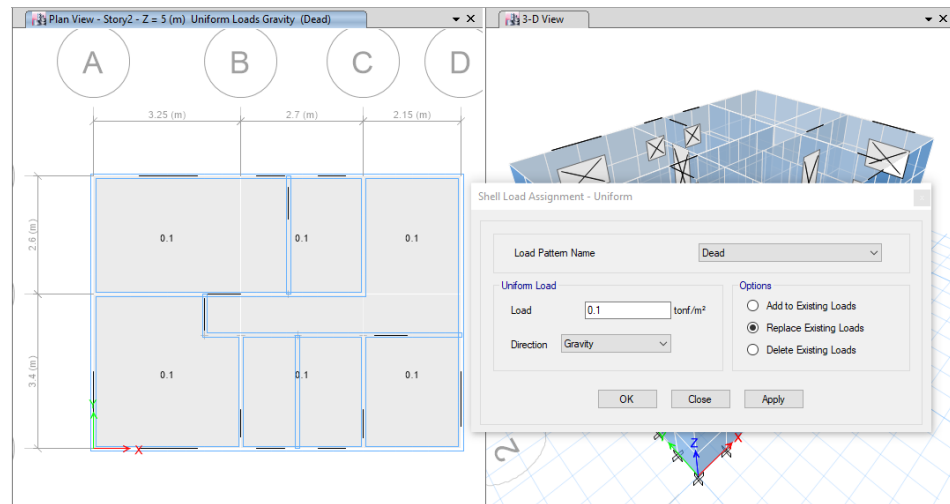 Plan View - Story2 - Z = 5 (m) Uniform Loads Gravity (Dead)
3-D View
A
B
C
D
3.25 (m)
2.7 (m)
2.15 (m)
2.6 (m)
3.4 (m)
0.1
0.1
0.1
0.1
0.1
0.1
Y
X
Shell Load Assignment - Uniform
Load Pattern Name
Dead
Uniform Load
Load
0.1
tonf/m²
Direction
Gravity
Options
Add to Existing Loads
Replace Existing Loads
Delete Existing Loads
OK
Close
Apply
2
Y
Z
X